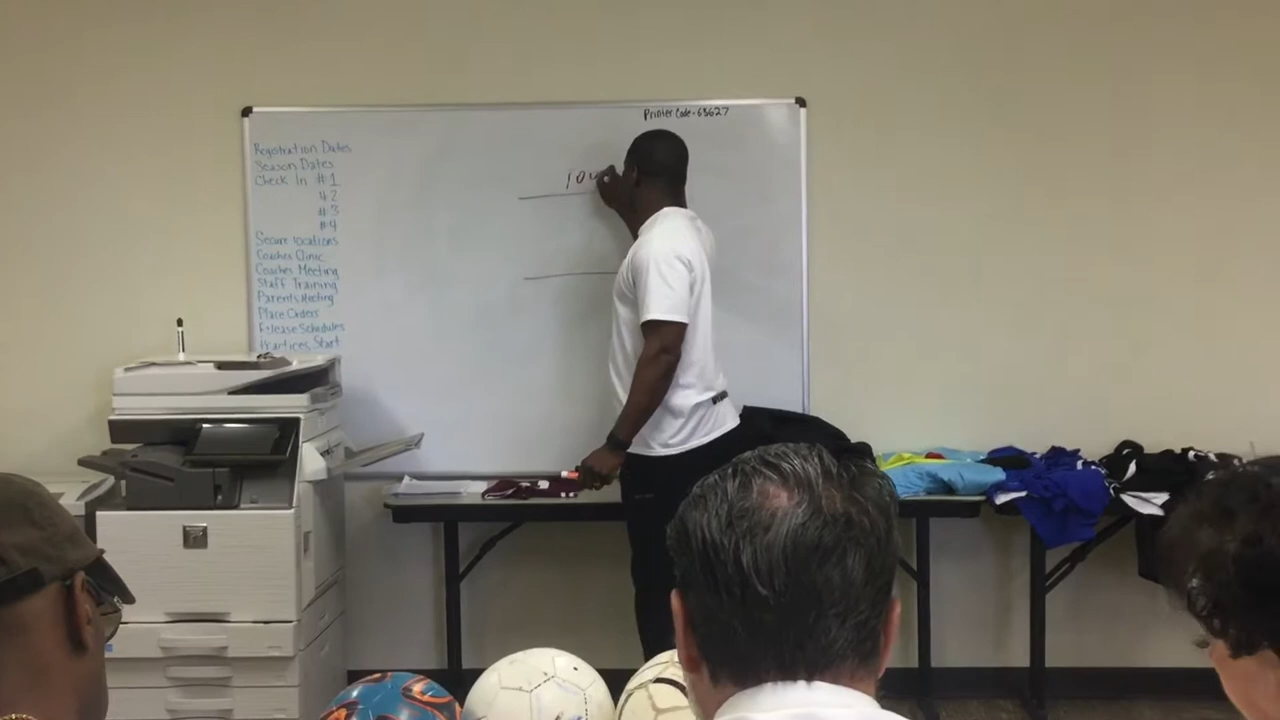 Printer Code - 63627
Registration Dates
Season Dates
Check In #1
#2
#3
#4
Secure locations
Coaches Clinic
Coaches Meeting
Staff Training
Parents Meeting
Place Orders
Release Schedules
Practices Start